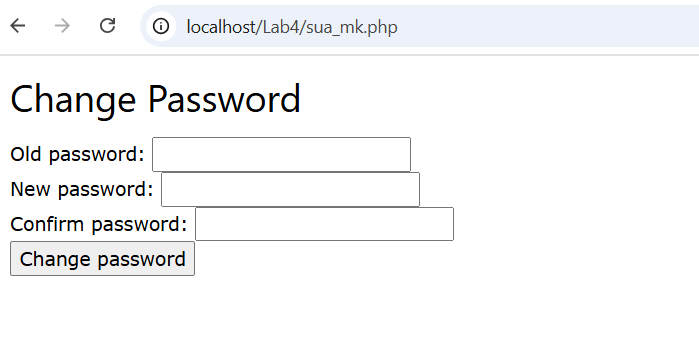 localhost/Lab4/sua_mk.php
Change Password
Old password:
New password:
Confirm password:
Change password